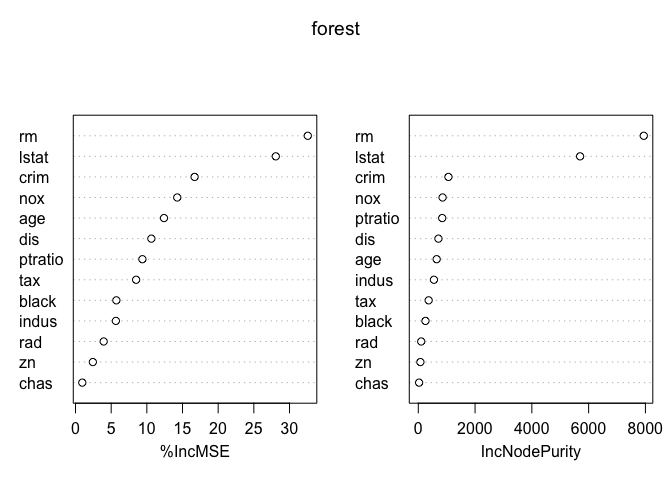 forest
rm
lstat
crim
nox
age
dis
ptratio
tax
black
indus
rad
zn
chas
0 5 10 15 20 25 30
%IncMSE
rm
lstat
crim
nox
ptratio
dis
age
indus
tax
black
rad
zn
chas
0 2000 4000 6000 8000
IncNodePurity